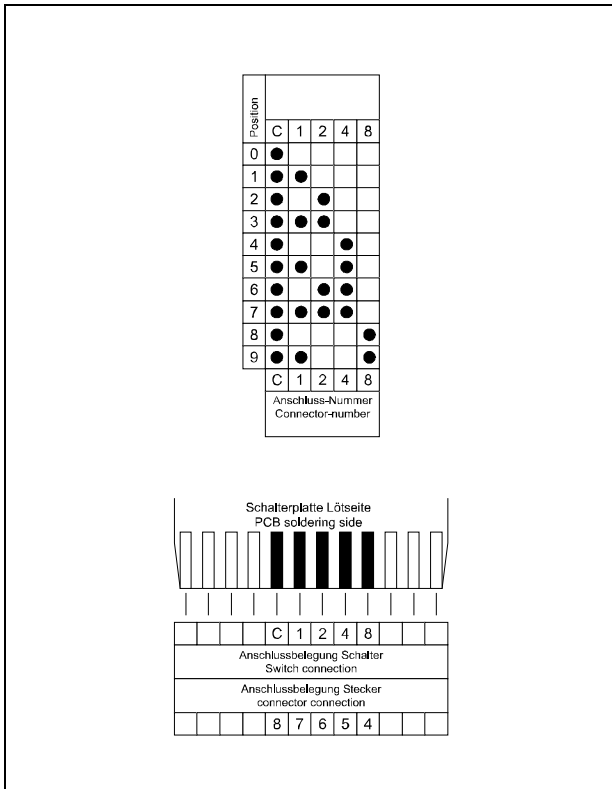 Position
C 1 2 4 8
0
1
2
3
4
5
6
7
8
9
C 1 2 4 8
Anschluss-Nummer
Connector-number
Schalterplatte Lötseite
PCB soldering side
C 1 2 4 8
Anschlussbelegung Schalter
Switch connection
Anschlussbelegung Stecker
connector connection
8 7 6 5 4